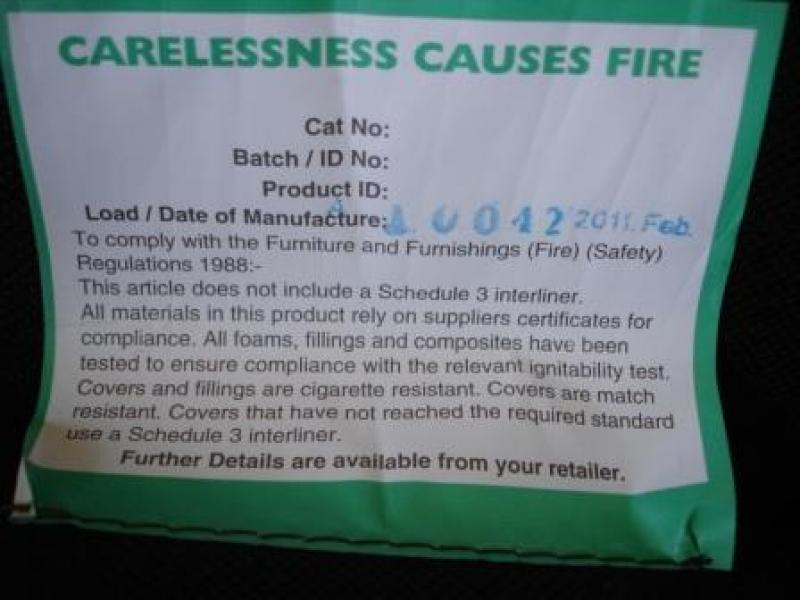 CARELESSNESS CAUSES FIRE
Cat No:
Batch / ID No:
Product ID:
Load / Date of Manufacture: 10042 2011. Feb.
To comply with the Furniture and Furnishings (Fire) (Safety)
Regulations 1988:-
This article does not include a Schedule 3 interliner.
All materials in this product rely on suppliers certificates for
compliance. All foams, fillings and composites have been
tested to ensure compliance with the relevant ignitability test.
Covers and fillings are cigarette resistant. Covers are match
resistant. Covers that have not reached the required standard
use a Schedule 3 interliner.
Further Details are available from your retailer.